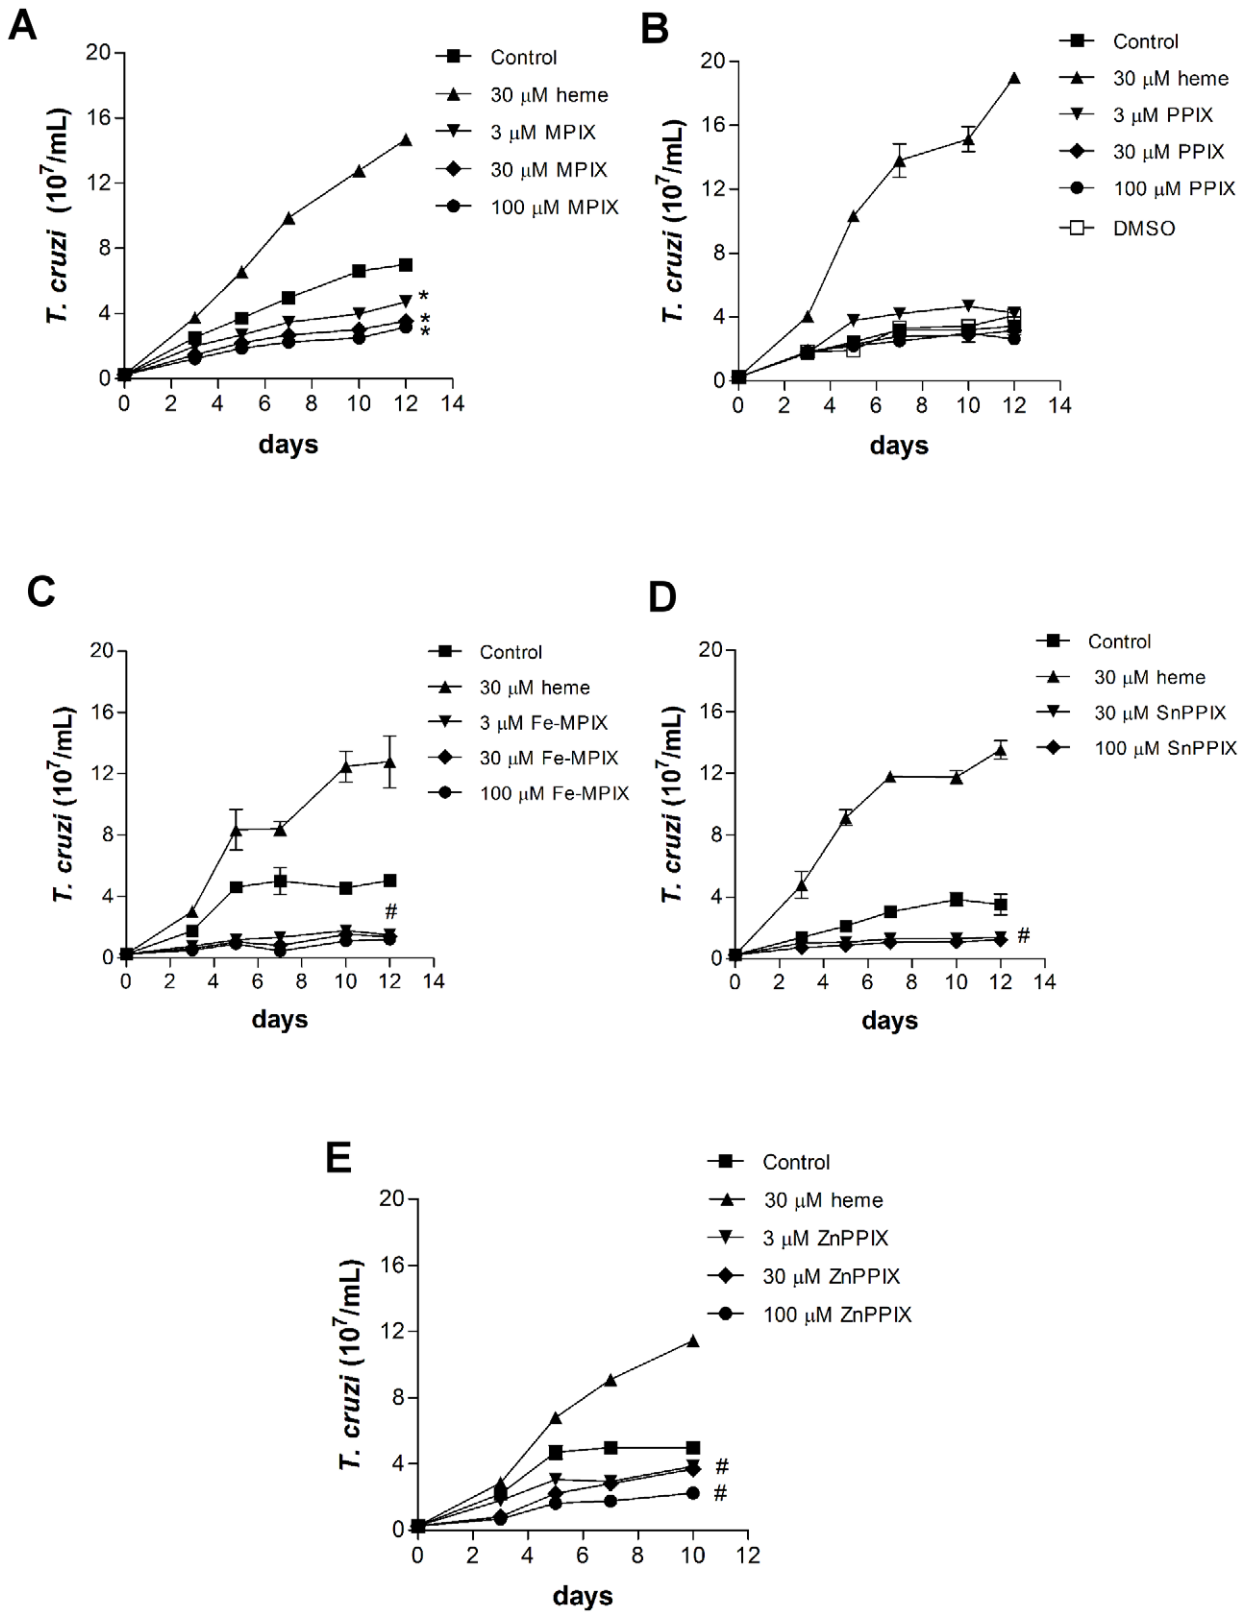 A
T. cruzi (10⁷/mL)
20
16
12
8
4
0
0 2 4 6 8 10 12 14
days
Control
30 µM heme
3 µM MPIX
30 µM MPIX
100 µM MPIX
*
*
*
B
T. cruzi (10⁷/mL)
20
16
12
8
4
0
0 2 4 6 8 10 12 14
days
Control
30 µM heme
3 µM PPIX
30 µM PPIX
100 µM PPIX
DMSO
C
T. cruzi (10⁷/mL)
20
16
12
8
4
0
0 2 4 6 8 10 12 14
days
Control
30 µM heme
3 µM Fe-MPIX
30 µM Fe-MPIX
100 µM Fe-MPIX
#
D
T. cruzi (10⁷/mL)
20
16
12
8
4
0
0 2 4 6 8 10 12 14
days
Control
30 µM heme
30 µM SnPPIX
100 µM SnPPIX
#
E
T. cruzi (10⁷/mL)
20
16
12
8
4
0
0 2 4 6 8 10 12
days
Control
30 µM heme
3 µM ZnPPIX
30 µM ZnPPIX
100 µM ZnPPIX
#
#